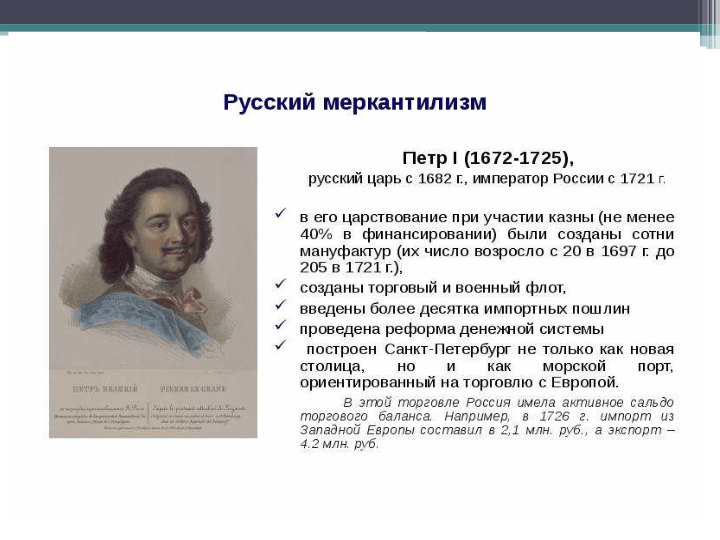 Русский меркантилизм
Петр I (1672-1725),
русский царь с 1682 г., император России с 1721 г.
в его царствование при участии казны (не менее
40% в финансировании) были созданы сотни
мануфактур (их число возросло с 20 в 1697 г. до
205 в 1721 г.),
созданы торговый и военный флот,
введены более десятка импортных пошлин
проведена реформа денежной системы
построен Санкт-Петербург не только как новая
столица, но и как морской порт,
ориентированный на торговлю с Европой.
В этой торговле Россия имела активное сальдо
торгового баланса. Например, в 1726 г. импорт из
Западной Европы составил в 2,1 млн. руб., а экспорт –
4.2 млн. руб.
ПЕТРЪ ВЕЛИКІЙ
PIERRE LE GRAND